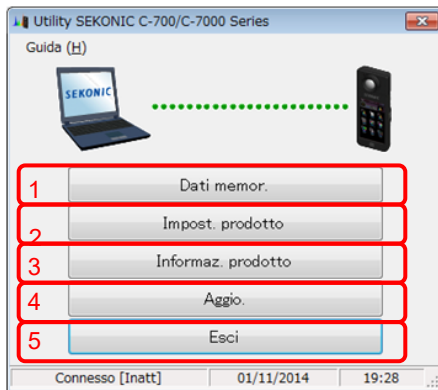 Utility SEKONIC C-700/C-7000 Series
Guida (H)
SEKONIC
1 Dati memor.
2 Impost. prodotto
3 Informaz. prodotto
4 Aggio.
5 Esci
Connesso [Inatt] 01/11/2014 19:28